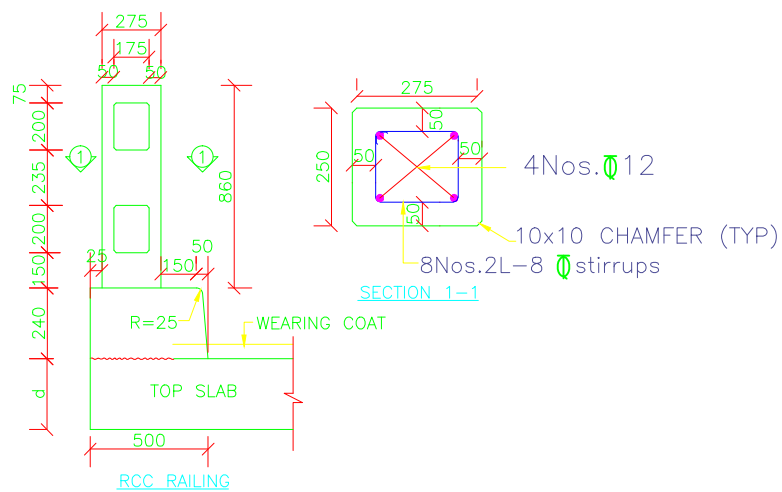 275
175
50
50
75
200
235
200
150
240
d
1
1
860
25
150
50
R=25
WEARING COAT
TOP SLAB
500
RCC RAILING
275
250
50
50
50
50
4Nos.Φ12
10x10 CHAMFER (TYP)
8Nos.2L-8 Φ stirrups
SECTION 1-1